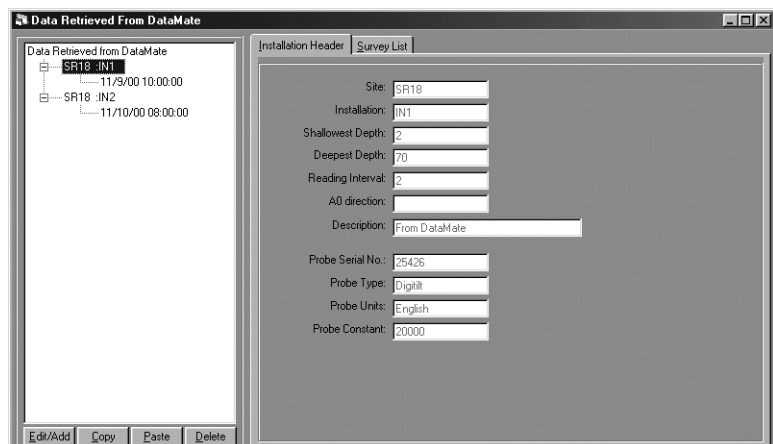 Data Retrieved From DataMate
Data Retrieved from DataMate
SR18 :IN1
11/9/00 10:00:00
SR18 :IN2
11/10/00 08:00:00
Edit/Add Copy Paste Delete
Installation Header Survey List
Site: SR18
Installation: IN1
Shallowest Depth: 2
Deepest Depth: 70
Reading Interval: 2
A0 direction:
Description: From DataMate
Probe Serial No.: 25426
Probe Type: Digitilt
Probe Units: English
Probe Constant: 20000